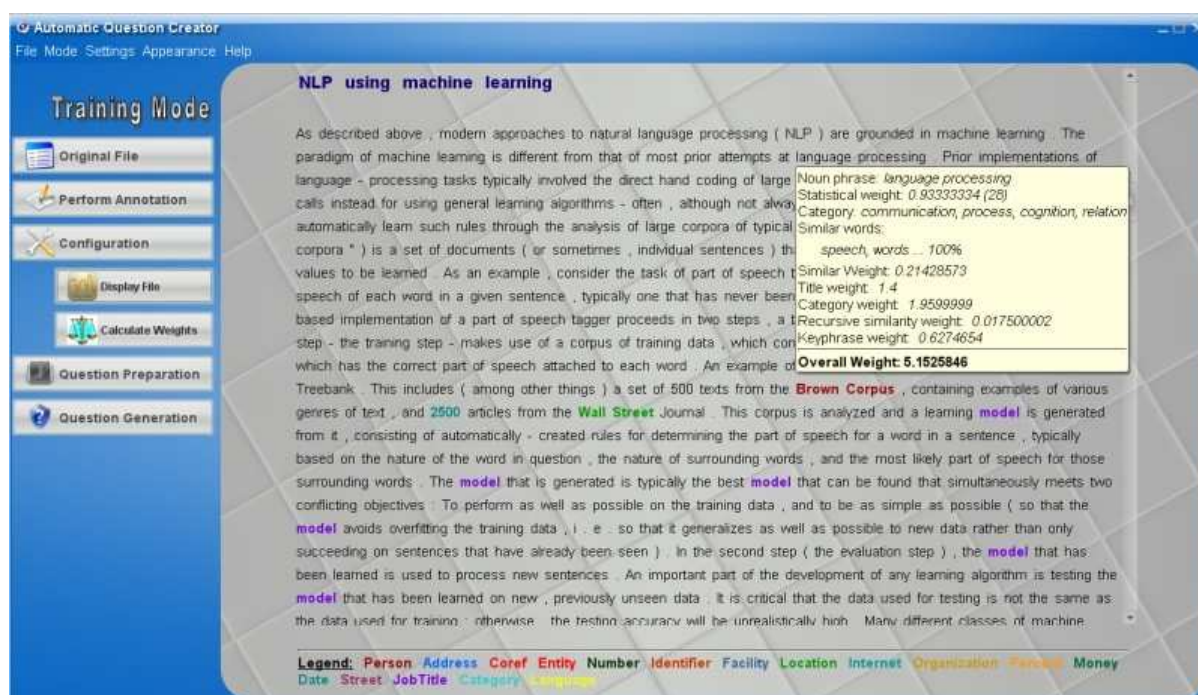 Automatic Question Creator
File Mode Settings Appearance Help
Training Mode
Original File
Perform Annotation
Configuration
Display File
Calculate Weights
Question Preparation
Question Generation
NLP using machine learning
As described above , modern approaches to natural language processing ( NLP ) are grounded in machine learning . The
paradigm of machine learning is different from that of most prior attempts at language processing . Prior implementations of
language - processing tasks typically involved the direct hand coding of large
calls instead for using general learning algorithms - often , although not
automatically learn such rules through the analysis of large corpora of typical
corpora " ) is a set of documents ( or sometimes , individual sentences )
values to be learned . As an example , consider the task of part of speech
speech of each word in a given sentence , typically one that has never been
based implementation of a part of speech tagger proceeds in two steps , a
step - the training step - makes use of a corpus of training data , which
which has the correct part of speech attached to each word . An example of
Noun phrase: language processing
Statistical weight: 0.93333334 (28)
Category: communication, process, cognition, relation
Similar words:
speech, words ... 100%
Similar Weight: 0.21428573
Title weight: 1.4
Category weight: 1.9599999
Recursive similarity weight: 0.017500002
Keyphrase weight: 0.6274654
Overall Weight: 5.1525846
Treebank . This includes ( among other things ) a set of 500 texts from the Brown Corpus , containing examples of various
genres of text , and 2500 articles from the Wall Street Journal . This corpus is analyzed and a learning model is generated
from it , consisting of automatically - created rules for determining the part of speech for a word in a sentence , typically
based on the nature of the word in question , the nature of surrounding words , and the most likely part of speech for those
surrounding words . The model that is generated is typically the best model that can be found that simultaneously meets two
conflicting objectives : To perform as well as possible on the training data , and to be as simple as possible ( so that the
model avoids overfitting the training data , i . e . so that it generalizes as well as possible to new data rather than only
succeeding on sentences that have already been seen ) . In the second step ( the evaluation step ) , the model that has
been learned is used to process new sentences . An important part of the development of any learning algorithm is testing the
model that has been learned on new , previously unseen data . It is critical that the data used for testing is not the same as
the data used for training ; otherwise , the testing accuracy will be unrealistically high . Many different classes of machine
Legend: Person Address Coref Entity Number Identifier Facility Location Internet Organization Percent Money
Date Street JobTitle Category Language